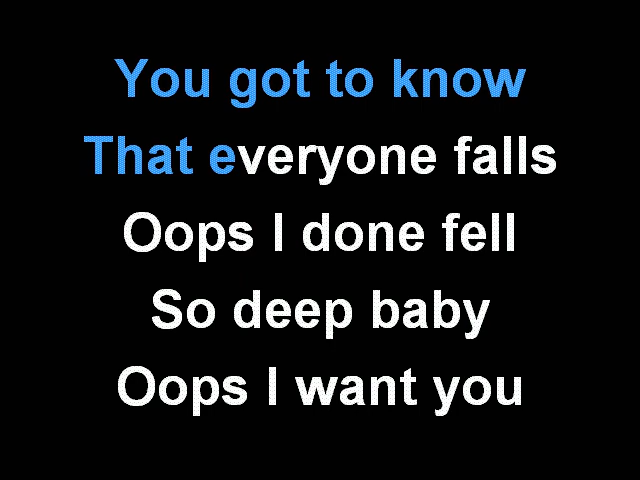 You got to know
That everyone falls
Oops I done fell
So deep baby
Oops I want you